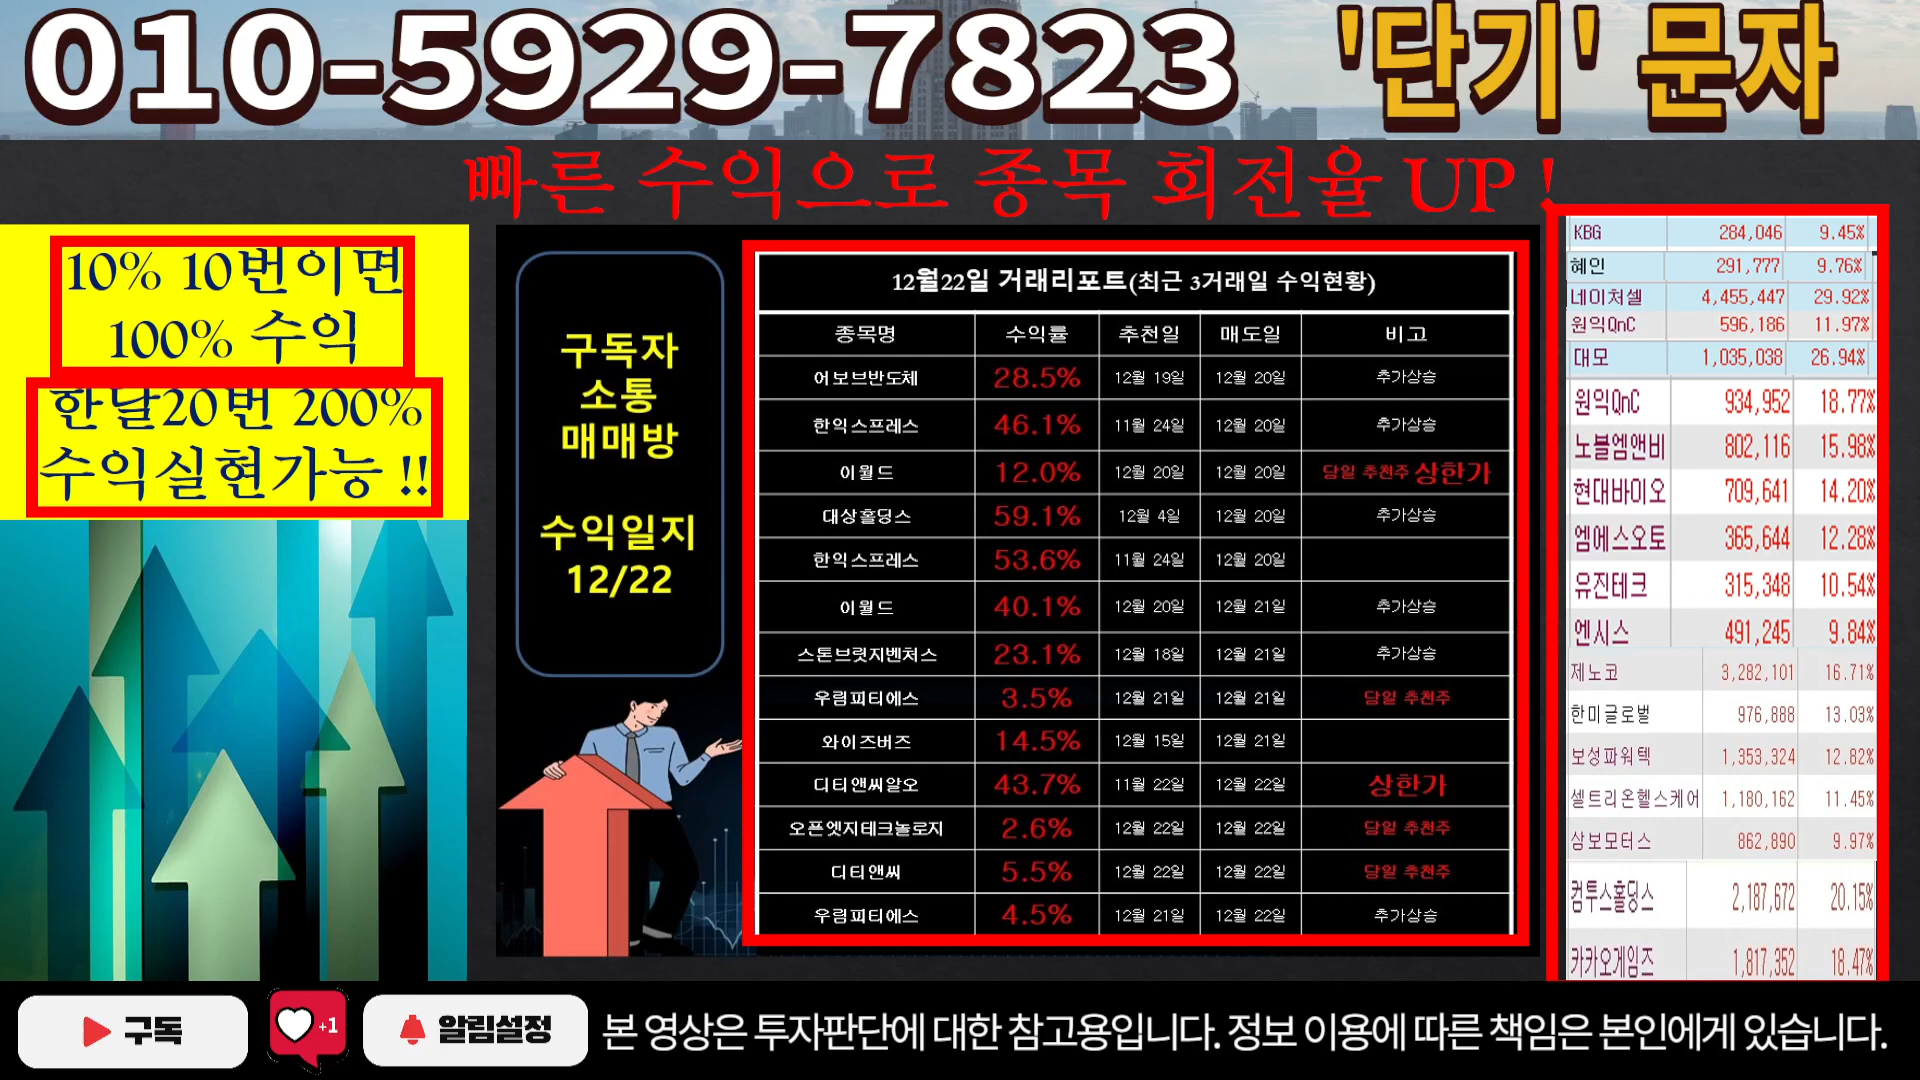 010-5929-7823 '단기' 문자
빠른 수익으로 종목 회전율 UP !
10% 10번이면
100% 수익
한달20번 200%
수익실현가능 !!
구독자
소통
매매방
수익일지
12/22
12월22일 거래리포트(최근 3거래일 수익현황)
종목명 수익률 추천일 매도일 비고
어보브반도체 28.5% 12월 19일 12월 20일 추가상승
한익스프레스 46.1% 11월 24일 12월 20일 추가상승
이월드 12.0% 12월 20일 12월 20일 당일 추천주 상한가
대상홀딩스 59.1% 12월 4일 12월 20일 추가상승
한익스프레스 53.6% 11월 24일 12월 20일
이월드 40.1% 12월 20일 12월 21일 추가상승
스톤브릿지벤처스 23.1% 12월 18일 12월 21일 추가상승
우림피티에스 3.5% 12월 21일 12월 21일 당일 추천주
와이즈버즈 14.5% 12월 15일 12월 21일
디티앤씨알오 43.7% 11월 22일 12월 22일 상한가
오픈엣지테크놀로지 2.6% 12월 22일 12월 22일 당일 추천주
디티앤씨 5.5% 12월 22일 12월 22일 당일 추천주
우림피티에스 4.5% 12월 21일 12월 22일 추가상승
KBG 284,046 9.45%
혜인 291,777 9.76%
네이처셀 4,455,447 29.92%
원익QnC 596,186 11.97%
대모 1,035,038 26.94%
원익QnC 934,952 18.77%
노블엠앤비 802,116 15.98%
현대바이오 709,641 14.20%
엠에스오토 365,644 12.28%
유진테크 315,348 10.54%
엔시스 491,245 9.84%
제노코 3,282,101 16.71%
한미글로벌 976,888 13.03%
보성파워텍 1,353,324 12.82%
셀트리온헬스케어 1,180,162 11.45%
삼보모터스 862,890 9.97%
컴투스홀딩스 2,187,672 20.15%
카카오게임즈 1,817,352 18.47%
구독 +1 알림설정 본 영상은 투자판단에 대한 참고용입니다. 정보 이용에 따른 책임은 본인에게 있습니다.